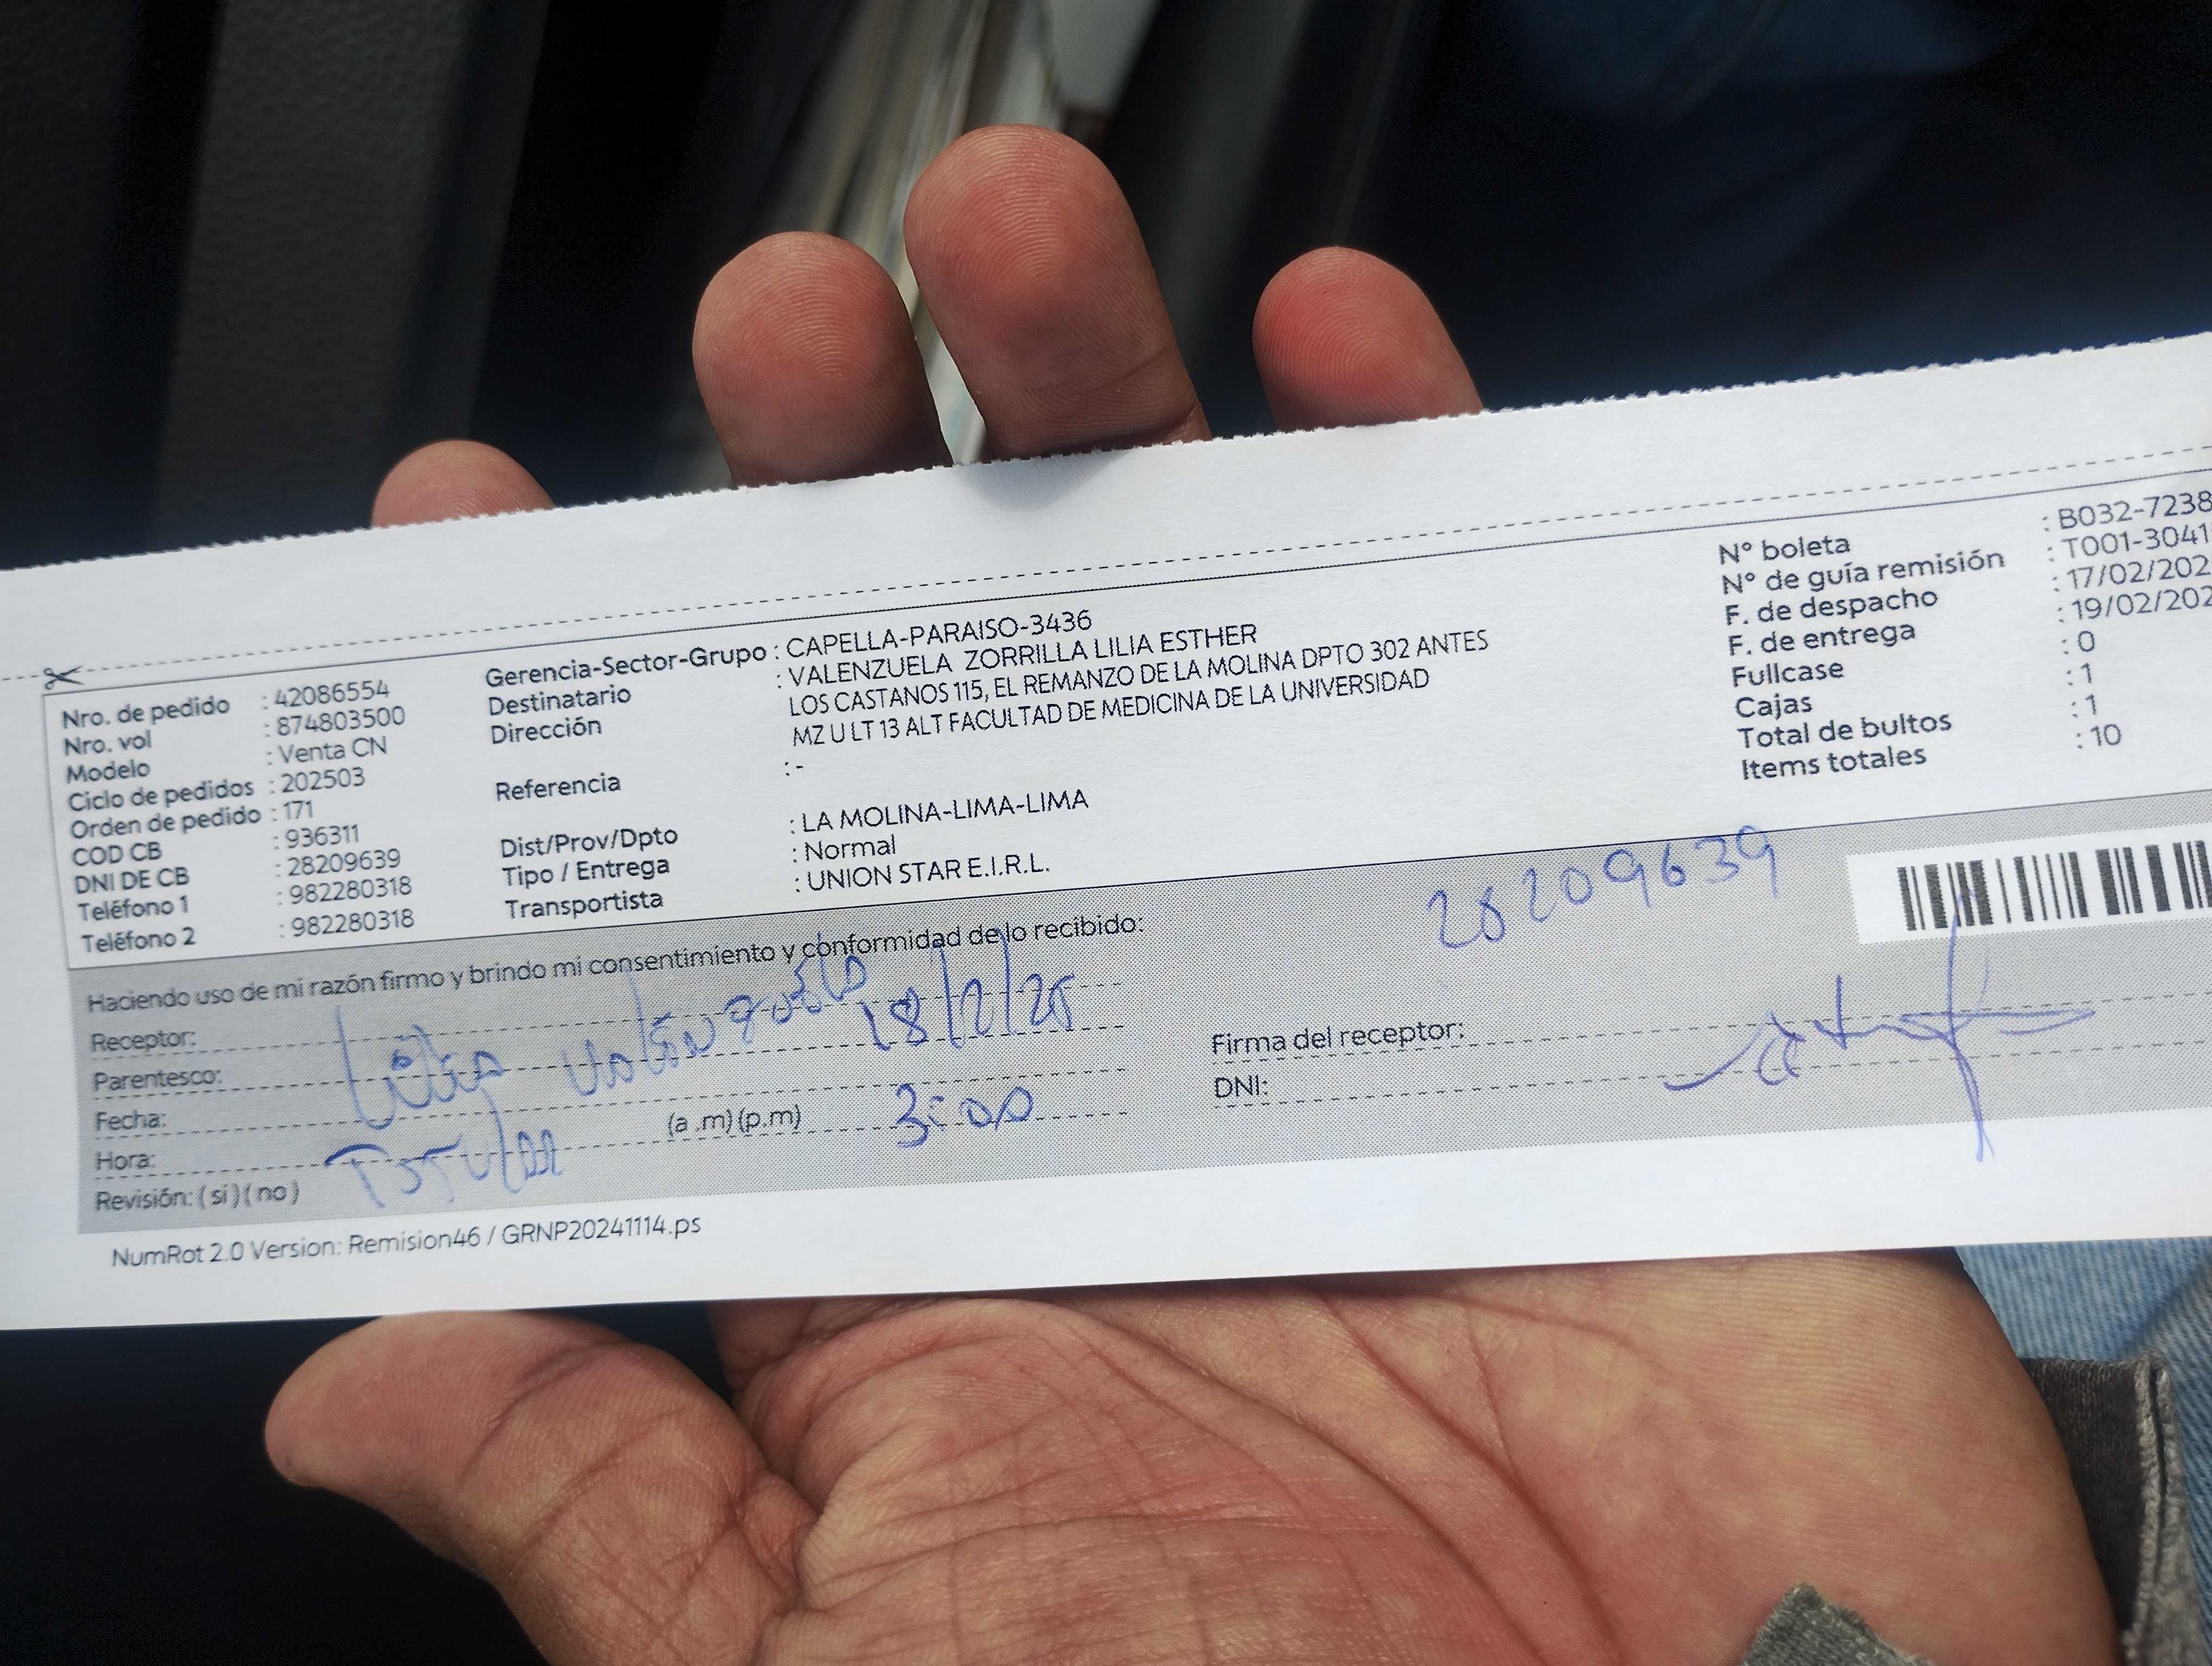 Nro. de pedido : 42086554
Nro. vol : 874803500
Modelo : Venta CN
Ciclo de pedidos : 202503
Orden de pedido : 171
COD CB : 936311
DNI DE CB : 28209639
Teléfono 1 : 982280318
Teléfono 2 : 982280318
Gerencia-Sector-Grupo : CAPELLA-PARAISO-3436
Destinatario : VALENZUELA ZORRILLA LILIA ESTHER
Dirección LOS CASTANOS 115, EL REMANZO DE LA MOLINA DPTO 302 ANTES
MZ U LT 13 ALT FACULTAD DE MEDICINA DE LA UNIVERSIDAD
Referencia : -
Dist/Prov/Dpto : LA MOLINA-LIMA-LIMA
Tipo / Entrega : Normal
Transportista : UNION STAR E.I.R.L.
N° boleta : B032-7238
N° de guía remisión : T001-3041
F. de despacho : 17/02/202
F. de entrega : 19/02/202
Fullcase : 0
Cajas : 1
Total de bultos : 1
Items totales : 10
Haciendo uso de mi razón firmo y brindo mi consentimiento y conformidad de lo recibido:
28209639
Receptor: Lilia Valenzuela
18/2/25
Parentesco:
Fecha:
Hora: (a .m) (p.m) 3:00
Revisión: ( si ) ( no )
Firma del receptor:
DNI:
NumRot 2.0 Version: Remision46 / GRNP20241114.ps